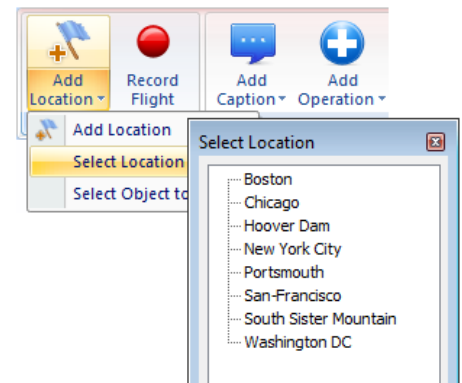 Add Location
Record Flight
Add Caption
Add Operation
Add Location
Select Location
Select Object to
Select Location
Boston
Chicago
Hoover Dam
New York City
Portsmouth
San-Francisco
South Sister Mountain
Washington DC